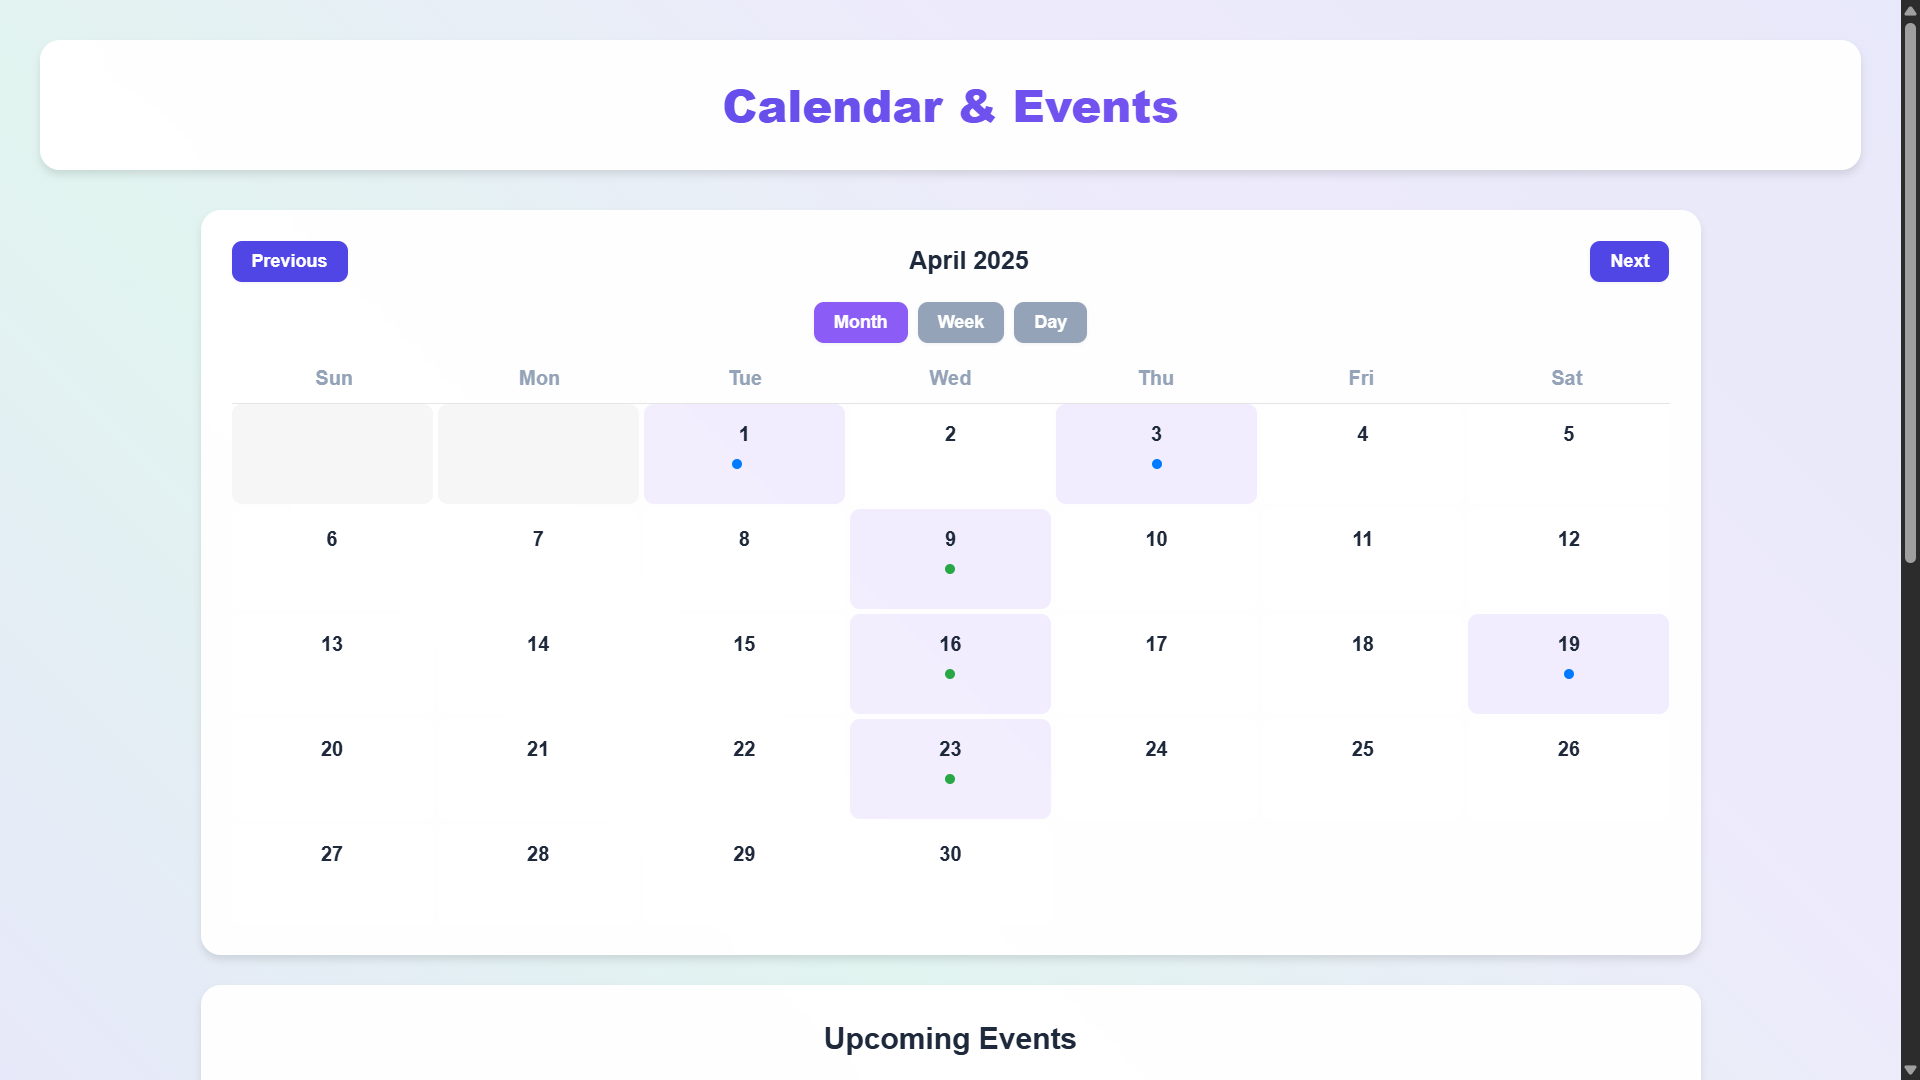 Calendar & Events
Previous April 2025 Next
Month Week Day
Sun Mon Tue Wed Thu Fri Sat
1 2 3 4 5
6 7 8 9 10 11 12
13 14 15 16 17 18 19
20 21 22 23 24 25 26
27 28 29 30
Upcoming Events